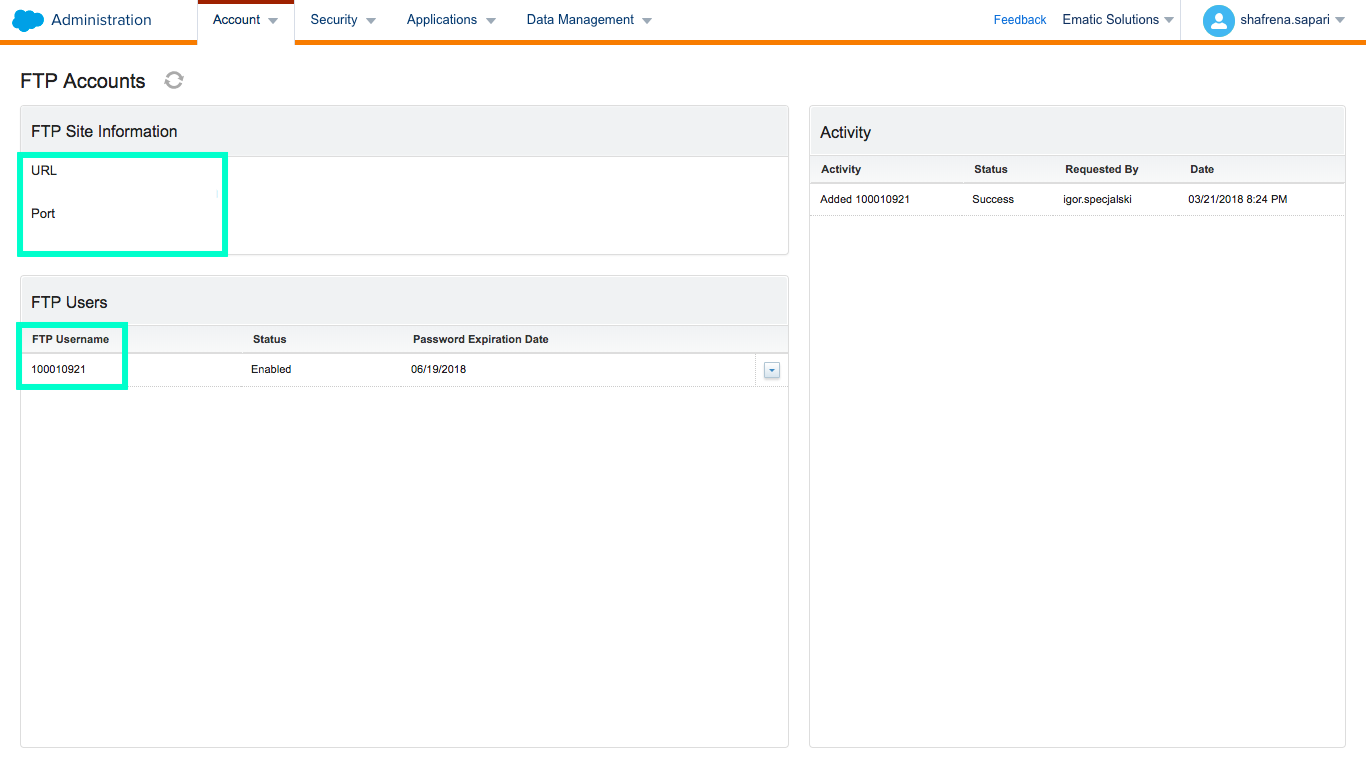 Administration Account Security Applications Data Management Feedback Ematic Solutions shafrena.sapari
FTP Accounts
FTP Site Information
URL
Port
FTP Users
FTP Username Status Password Expiration Date
100010921 Enabled 06/19/2018
Activity
Activity Status Requested By Date
Added 100010921 Success igor.specjalski 03/21/2018 8:24 PM